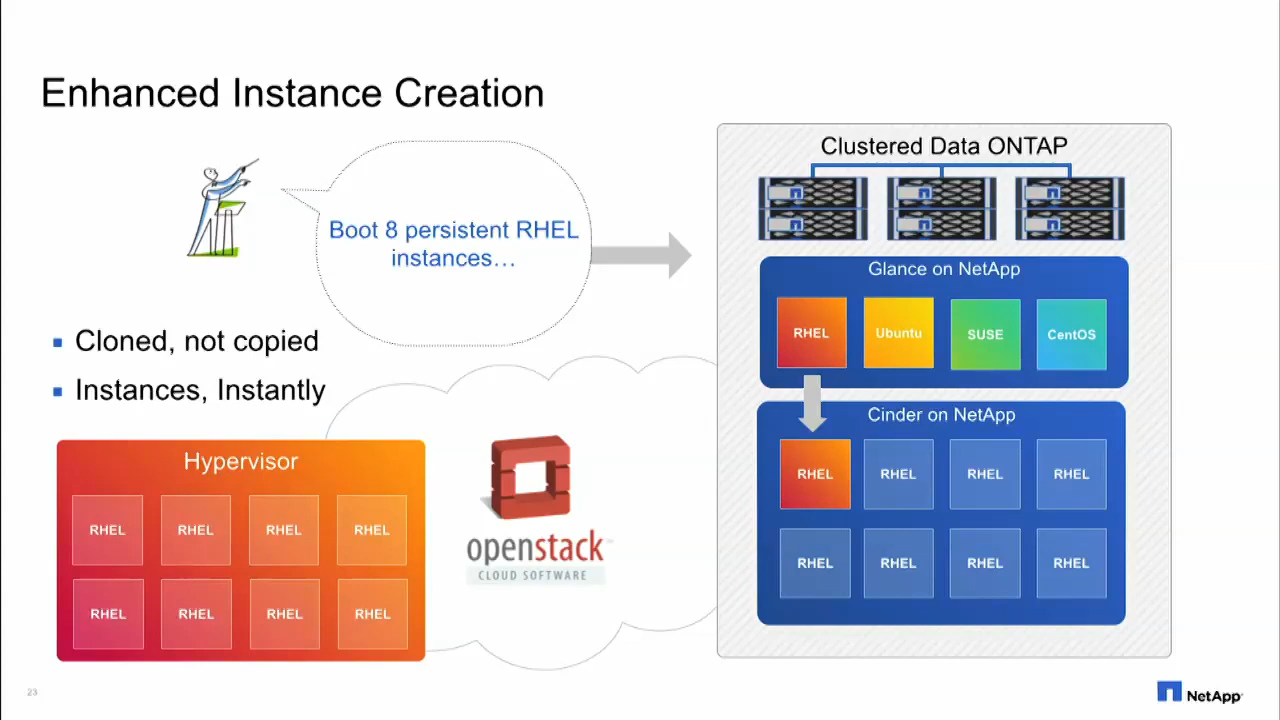 Enhanced Instance Creation
Boot 8 persistent RHEL
instances…
Cloned, not copied
Instances, Instantly
Hypervisor
RHEL RHEL RHEL RHEL
RHEL RHEL RHEL RHEL
openstack
CLOUD SOFTWARE
Clustered Data ONTAP
Glance on NetApp
RHEL Ubuntu SUSE CentOS
Cinder on NetApp
RHEL RHEL RHEL RHEL
RHEL RHEL RHEL RHEL
23
NetApp